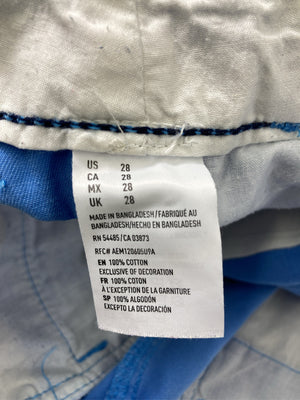 US 28
CA 28
MX 28
UK 28
MADE IN BANGLADESH/FABRIQUÉ AU
BANGLADESH/HECHO EN BANGLADESH
RN 54485/CA 03873
RFC# AEM120605U9A
EN 100% COTTON
EXCLUSIVE OF DECORATION
FR 100% COTON
À L'EXCEPTION DE LA GARNITURE
SP 100% ALGODÓN
EXCEPTO LA DECORACIÓN